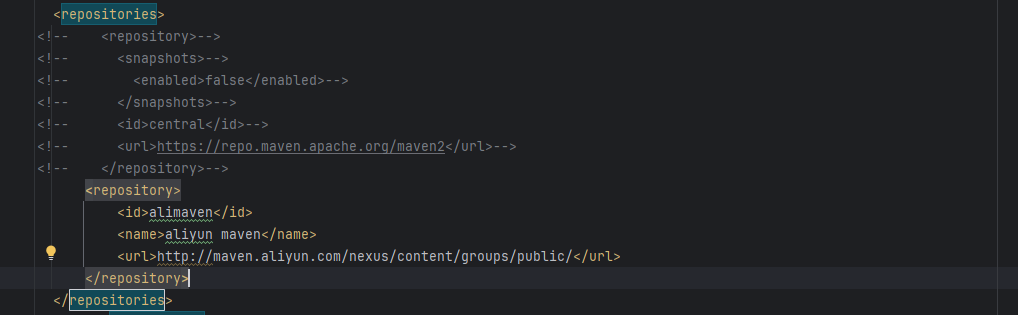 <repositories>
<!--    <repository>-->
<!--      <snapshots>-->
<!--        <enabled>false</enabled>-->
<!--      </snapshots>-->
<!--      <id>central</id>-->
<!--      <url>https://repo.maven.apache.org/maven2</url>-->
<!--    </repository>-->
<repository>
<id>alimaven</id>
<name>aliyun maven</name>
<url>http://maven.aliyun.com/nexus/content/groups/public/</url>
</repository>
</repositories>